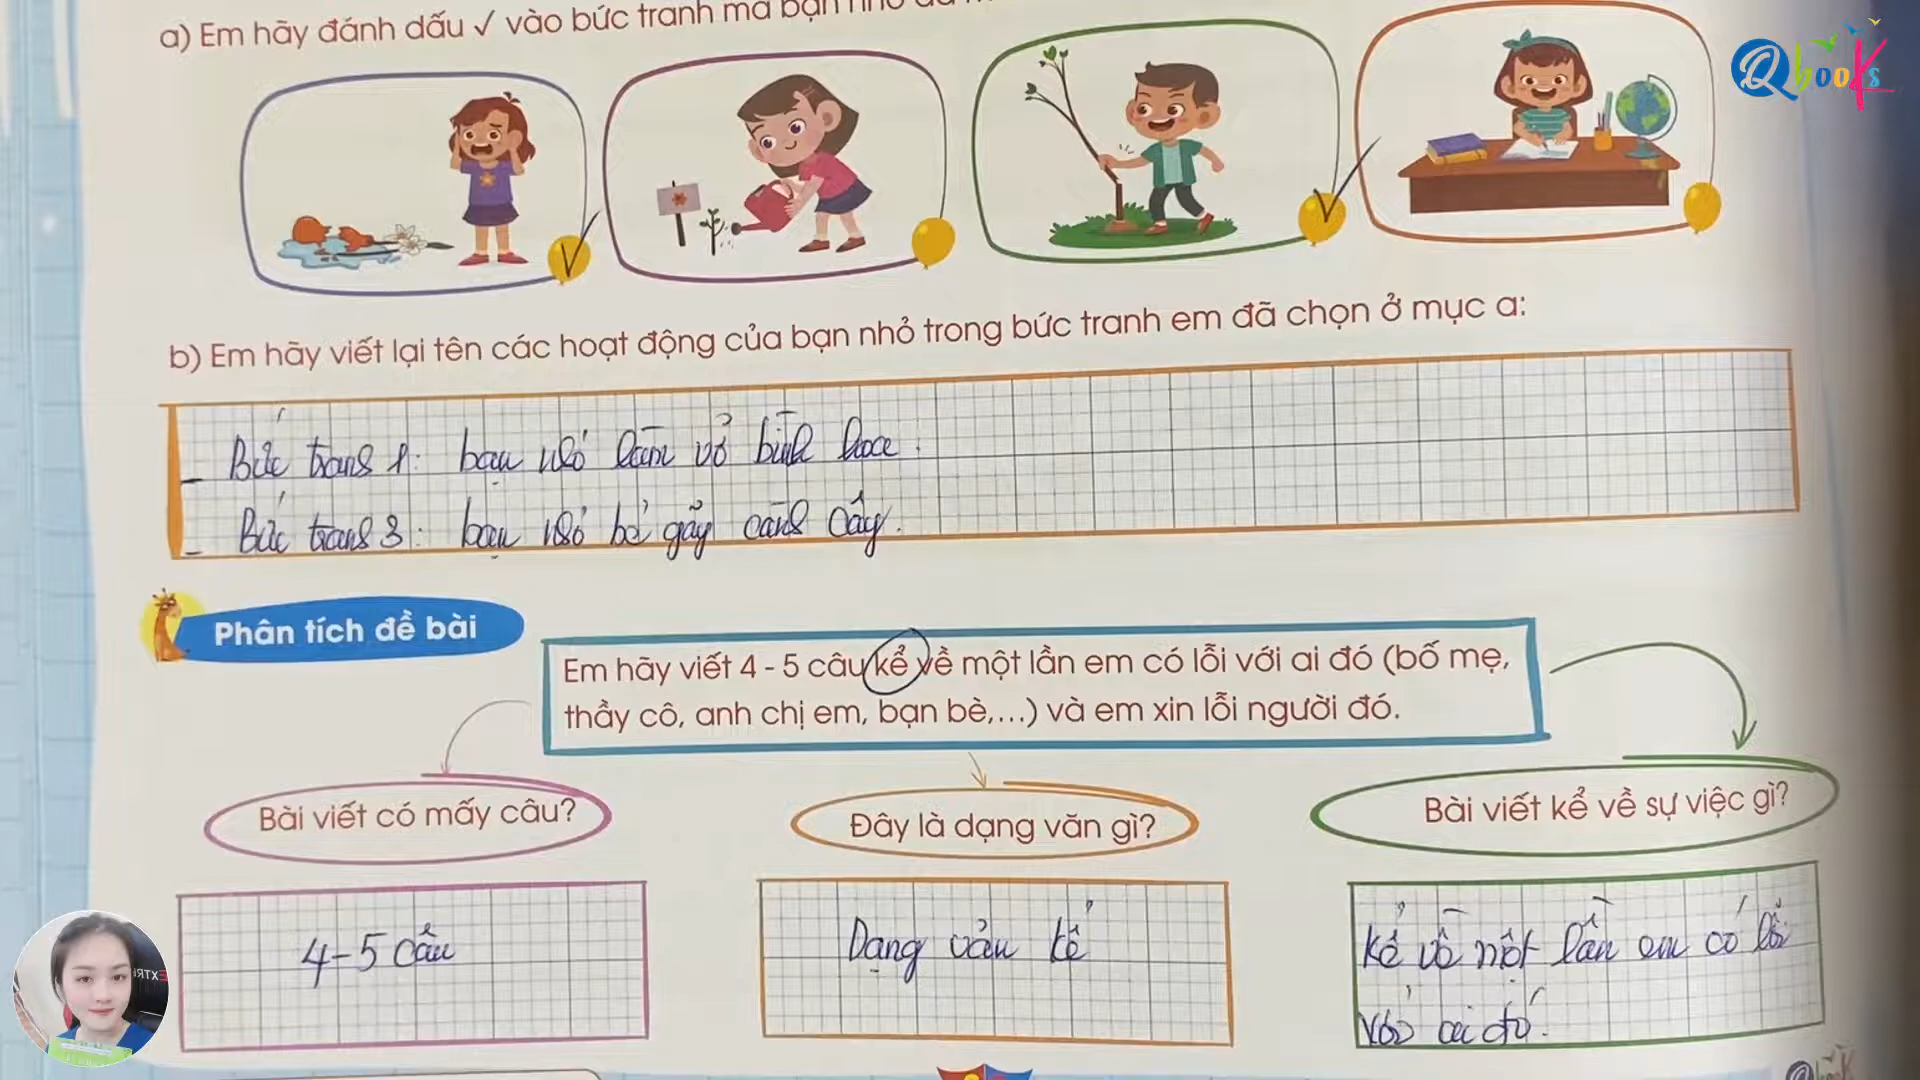 a) Em hãy đánh dấu ✓ vào bức tranh mà bạn nhỏ
Qbooks
b) Em hãy viết lại tên các hoạt động của bạn nhỏ trong bức tranh em đã chọn ở mục a:
- Bức tranh 1: bạn nhỏ làm vỡ bình hoa.
- Bức tranh 3: bạn nhỏ bẻ gãy cành cây.
Phân tích đề bài
Em hãy viết 4 - 5 câu kể về một lần em có lỗi với ai đó (bố mẹ,
thầy cô, anh chị em, bạn bè,...) và em xin lỗi người đó.
Bài viết có mấy câu?
Đây là dạng văn gì?
Bài viết kể về sự việc gì?
4-5 câu
Dạng văn kể
Kể về một lần em có lỗi
với ai đó.